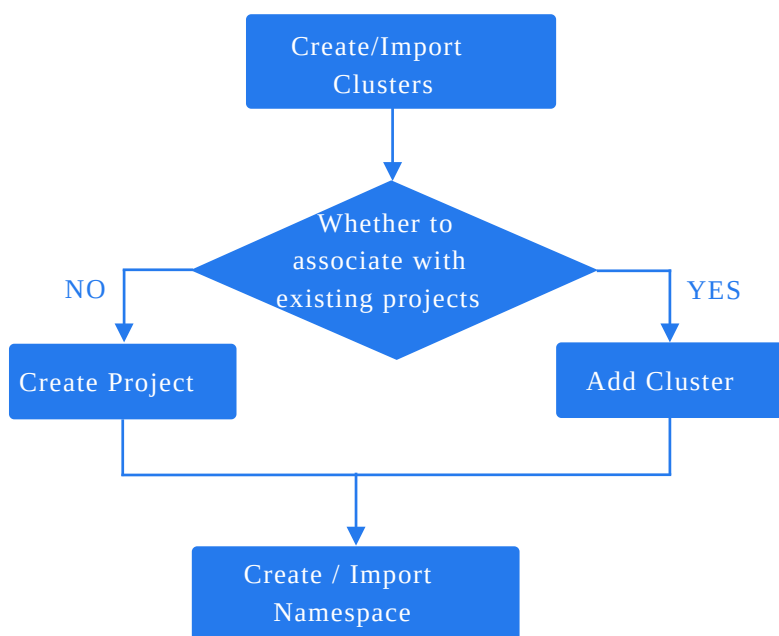 Create/Import
Clusters
Whether to
associate with
existing projects
NO
YES
Create Project
Add Cluster
Create / Import
Namespace